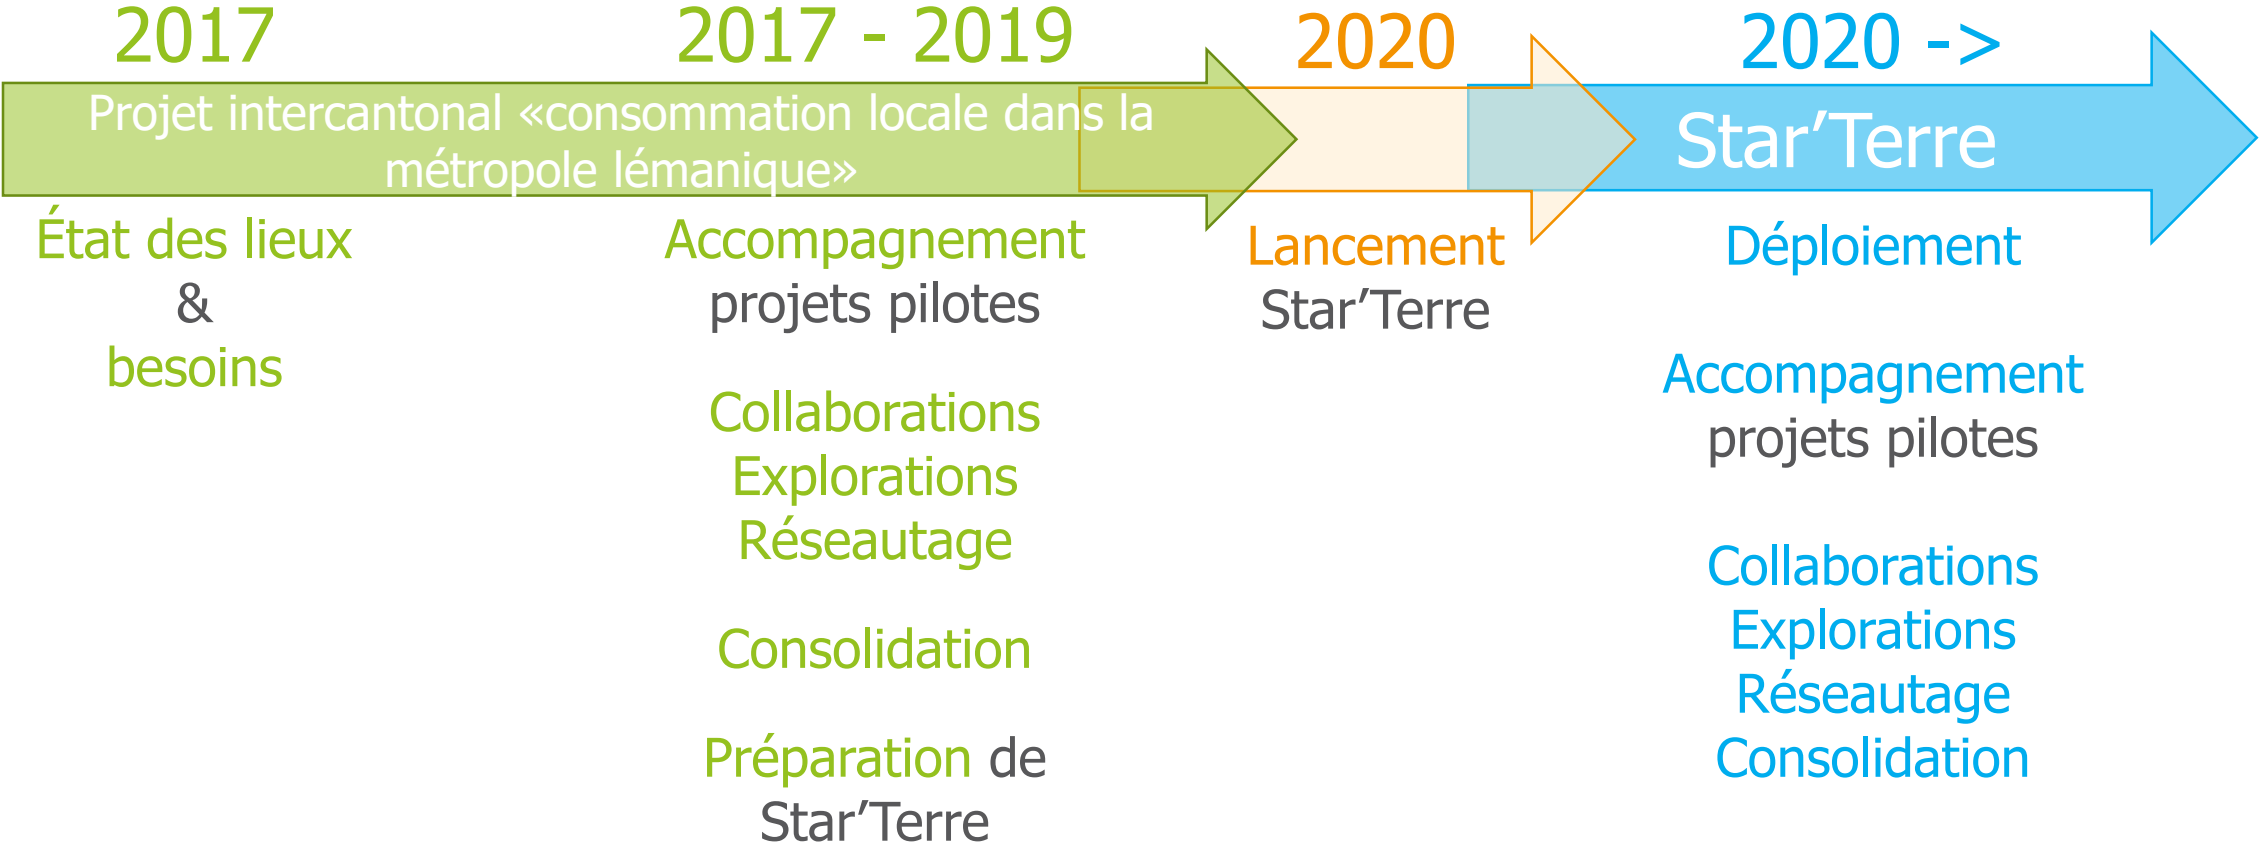 2017
2017 - 2019
2020
2020 ->
Projet intercantonal «consommation locale dans la
métropole lémanique»
Star’Terre
État des lieux
&
besoins
Accompagnement
projets pilotes
Collaborations
Explorations
Réseautage
Consolidation
Préparation de
Star’Terre
Lancement
Star’Terre
Déploiement
Accompagnement
projets pilotes
Collaborations
Explorations
Réseautage
Consolidation